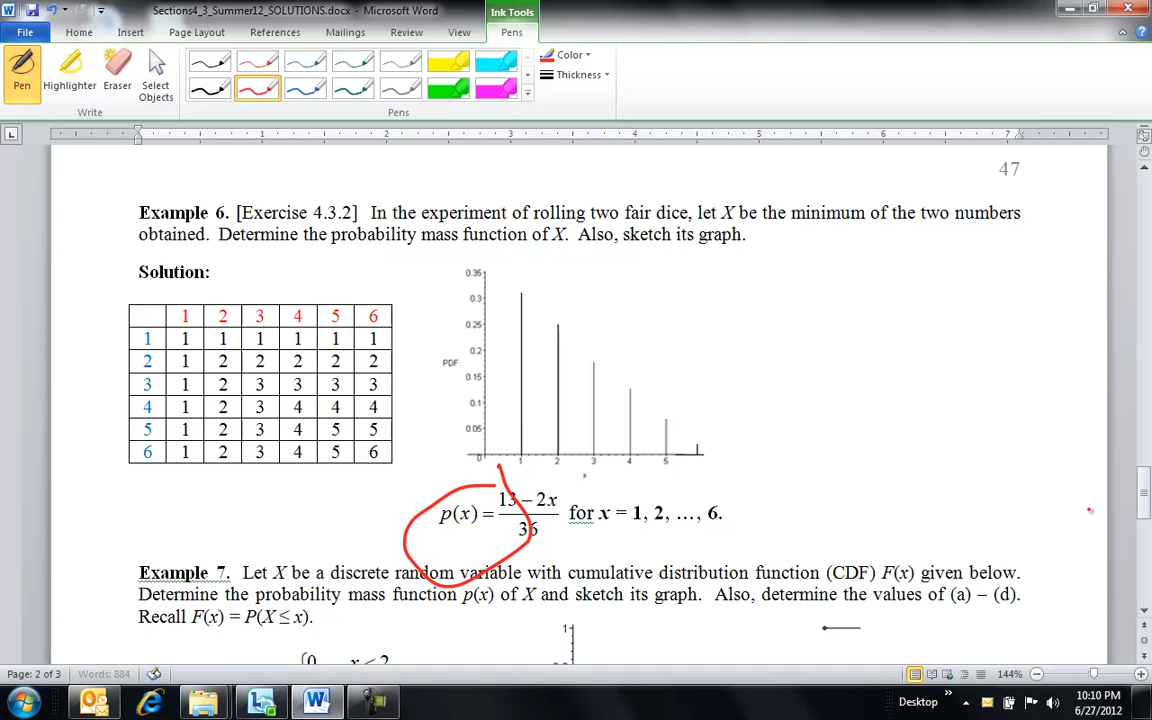 Sections4_3_Summer12_SOLUTIONS.docx - Microsoft Word
Ink Tools
File Home Insert Page Layout References Mailings Review View Pens
Pen Highlighter Eraser Select Objects
Color
Thickness
Write Pens
1 2 3 4 5 6 7
47
Example 6. [Exercise 4.3.2] In the experiment of rolling two fair dice, let X be the minimum of the two numbers
obtained. Determine the probability mass function of X. Also, sketch its graph.
Solution:
1 2 3 4 5 6
1 1 1 1 1 1 1
2 1 2 2 2 2 2
3 1 2 3 3 3 3
4 1 2 3 4 4 4
5 1 2 3 4 5 5
6 1 2 3 4 5 6
0.35
0.3
0.25
0.2
PDF
0.15
0.1
0.05
0 1 2 3 4 5
x
p(x) = (13 − 2x)/36 for x = 1, 2, ..., 6.
Example 7. Let X be a discrete random variable with cumulative distribution function (CDF) F(x) given below.
Determine the probability mass function p(x) of X and sketch its graph. Also, determine the values of (a) – (d).
Recall F(x) = P(X ≤ x).
1
0 x < 2
Page: 2 of 3 Words: 884 144%
Desktop 10:10 PM
6/27/2012